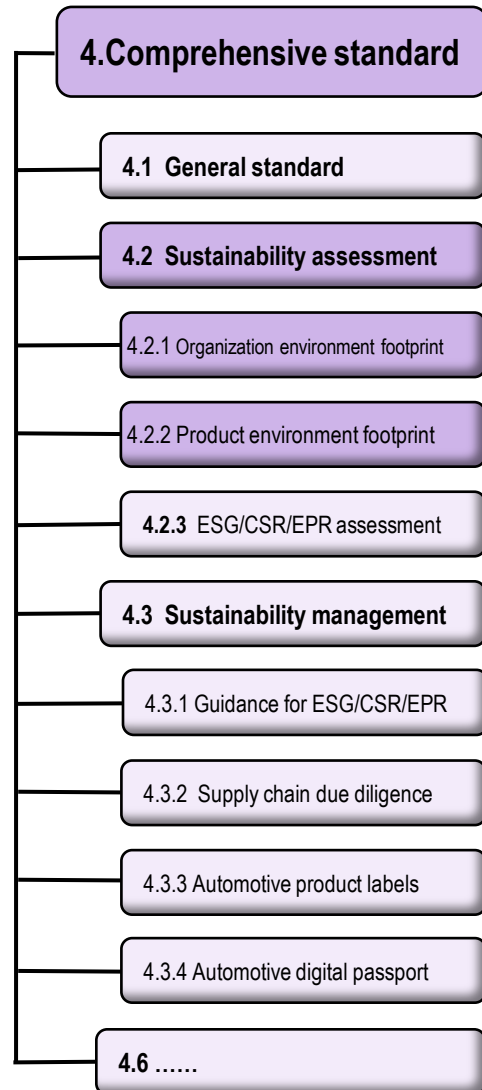 4.Comprehensive standard
4.1 General standard
4.2 Sustainability assessment
4.2.1 Organization environment footprint
4.2.2 Product environment footprint
4.2.3 ESG/CSR/EPR assessment
4.3 Sustainability management
4.3.1 Guidance for ESG/CSR/EPR
4.3.2 Supply chain due diligence
4.3.3 Automotive product labels
4.3.4 Automotive digital passport
4.6 ......